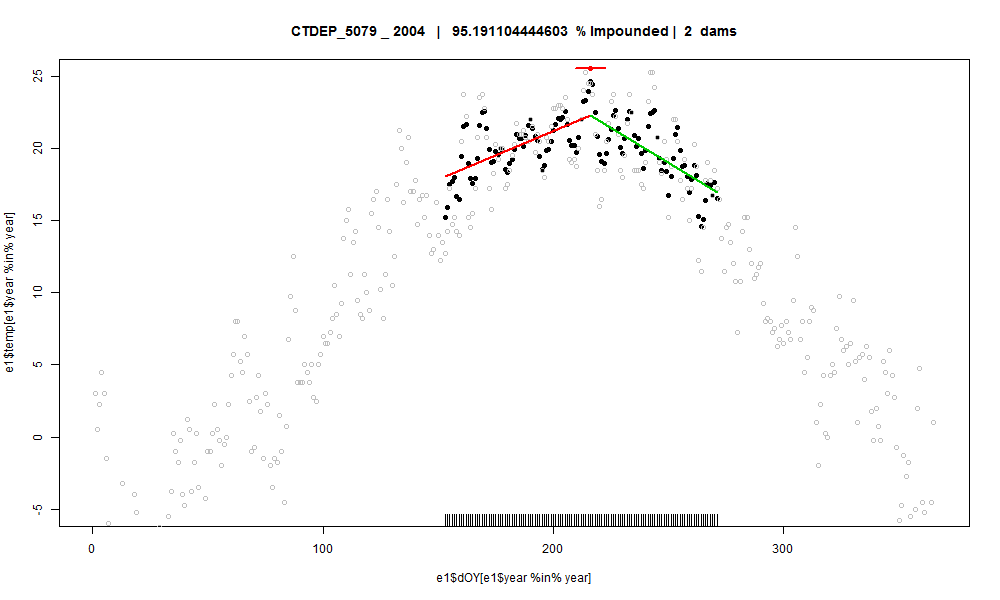 CTDEP_5079 _ 2004 | 95.191104444603 % Impounded | 2 dams
25
20
15
10
5
0
-5
e1$temp[e1$year %in% year]
0 100 200 300
e1$dOY[e1$year %in% year]